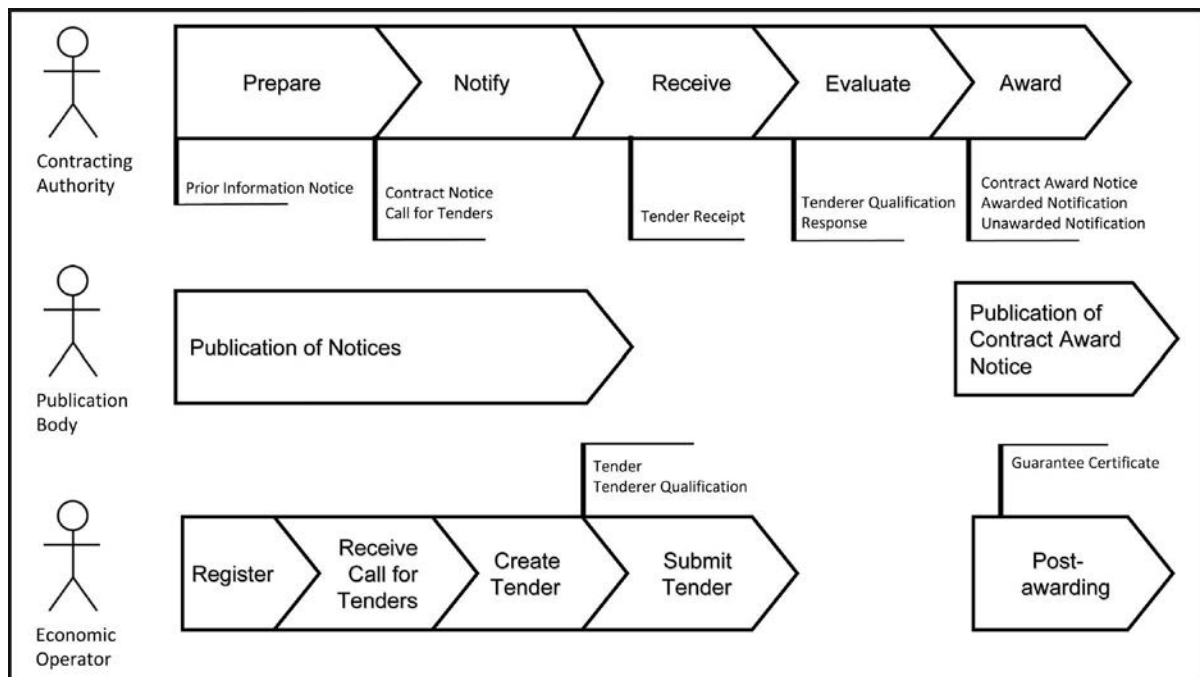 Prepare
Notify
Receive
Evaluate
Award
Contracting
Authority
Prior Information Notice
Contract Notice
Call for Tenders
Tender Receipt
Tenderer Qualification
Response
Contract Award Notice
Awarded Notification
Unawarded Notification
Publication of Notices
Publication of
Contract Award
Notice
Publication
Body
Tender
Tenderer Qualification
Guarantee Certificate
Register
Receive
Call for
Tenders
Create
Tender
Submit
Tender
Post-
awarding
Economic
Operator